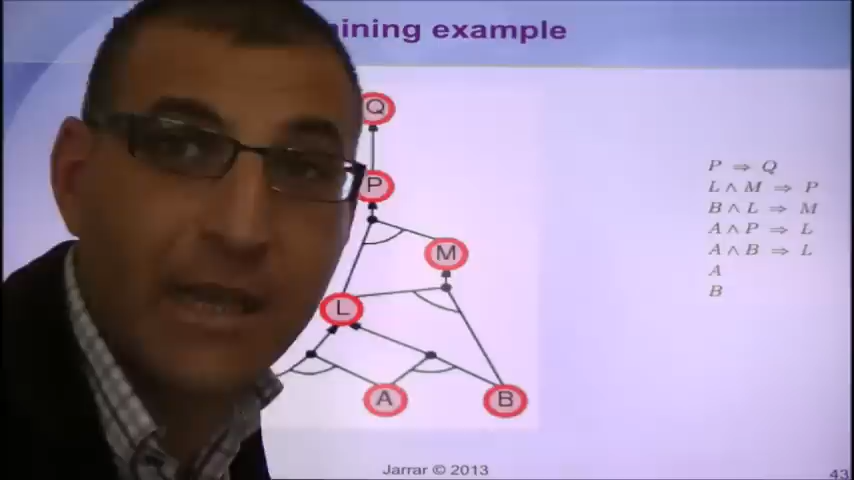 ining example
Q
P
M
L
A
B
P ⇒ Q
L ∧ M ⇒ P
B ∧ L ⇒ M
A ∧ P ⇒ L
A ∧ B ⇒ L
A
B
Jarrar © 2013
43